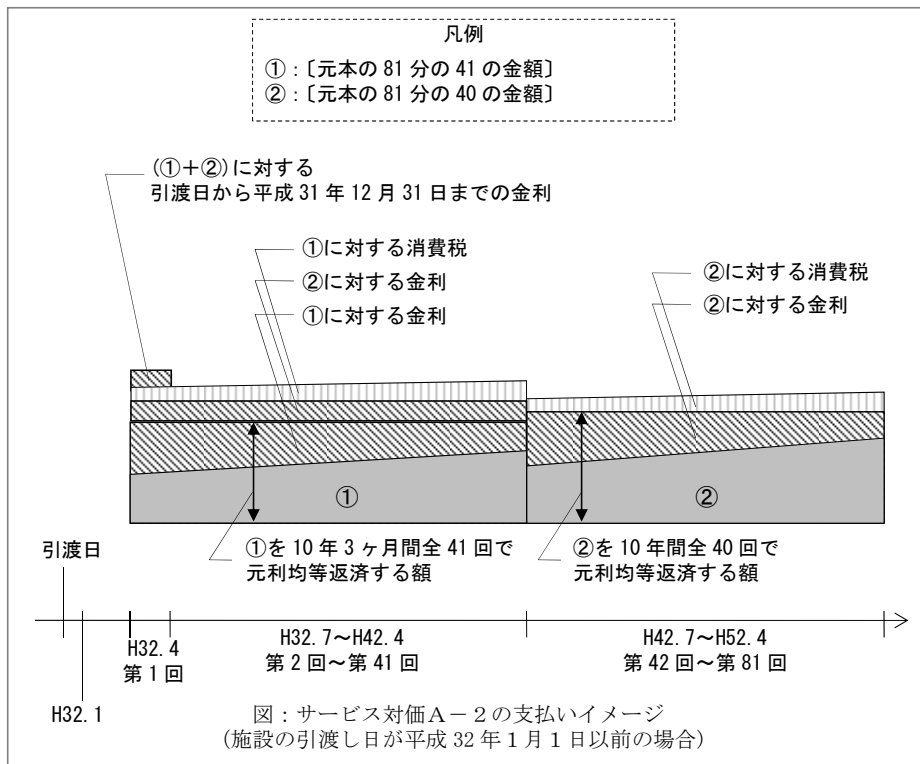 凡例
①:〔元本の 81 分の 41 の金額〕
②:〔元本の 81 分の 40 の金額〕
(①+②)に対する
引渡日から平成 31 年 12 月 31 日までの金利
①に対する消費税
②に対する金利
①に対する金利
②に対する消費税
②に対する金利
①
②
①を 10 年 3 ヶ月間全 41 回で
元利均等返済する額
②を 10 年間全 40 回で
元利均等返済する額
引渡日
H32.4
第 1 回
H32.7~H42.4
第 2 回~第 41 回
H42.7~H52.4
第 42 回~第 81 回
H32.1
図:サービス対価A-2の支払いイメージ
(施設の引渡し日が平成 32 年1月1日以前の場合)